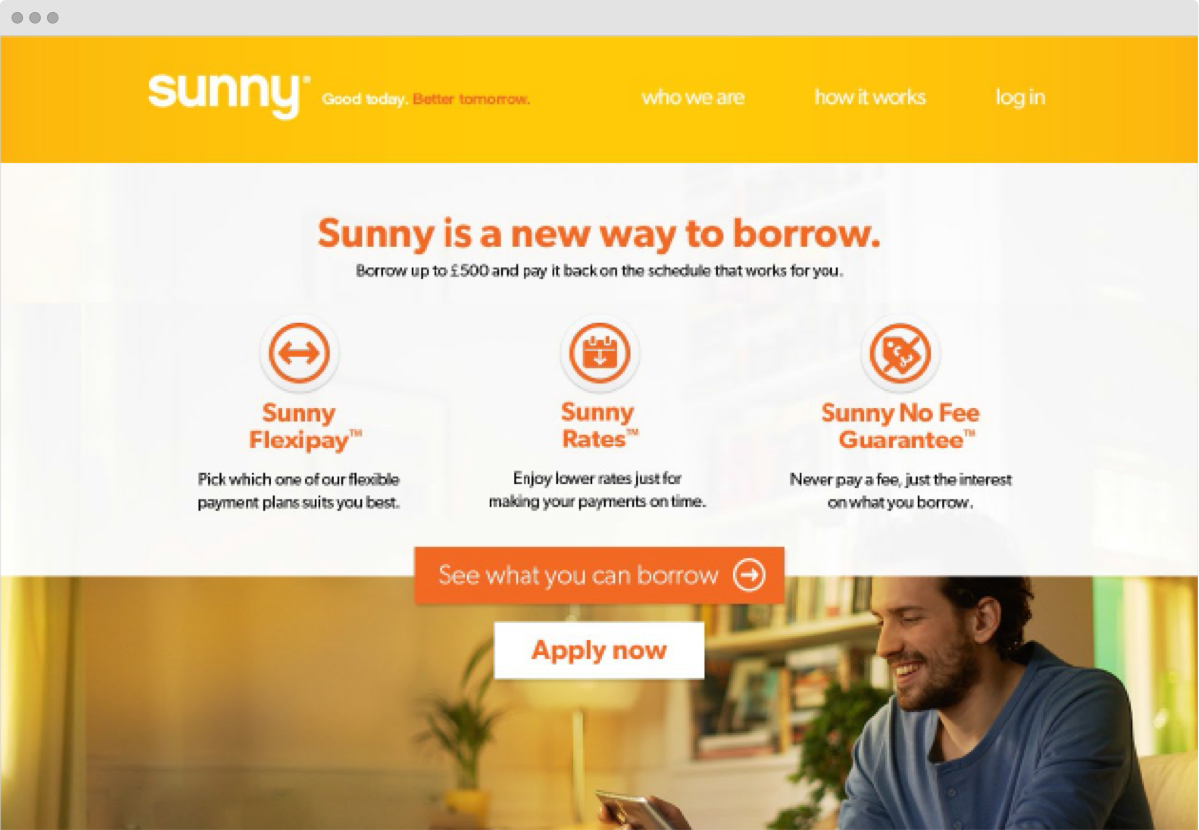 sunny
Good today. Better tomorrow.
who we are
how it works
log in
Sunny is a new way to borrow.
Borrow up to £500 and pay it back on the schedule that works for you.
Sunny
Flexipay™
Pick which one of our flexible
payment plans suits you best.
Sunny
Rates™
Enjoy lower rates just for
making your payments on time.
Sunny No Fee
Guarantee™
Never pay a fee, just the interest
on what you borrow.
See what you can borrow
Apply now